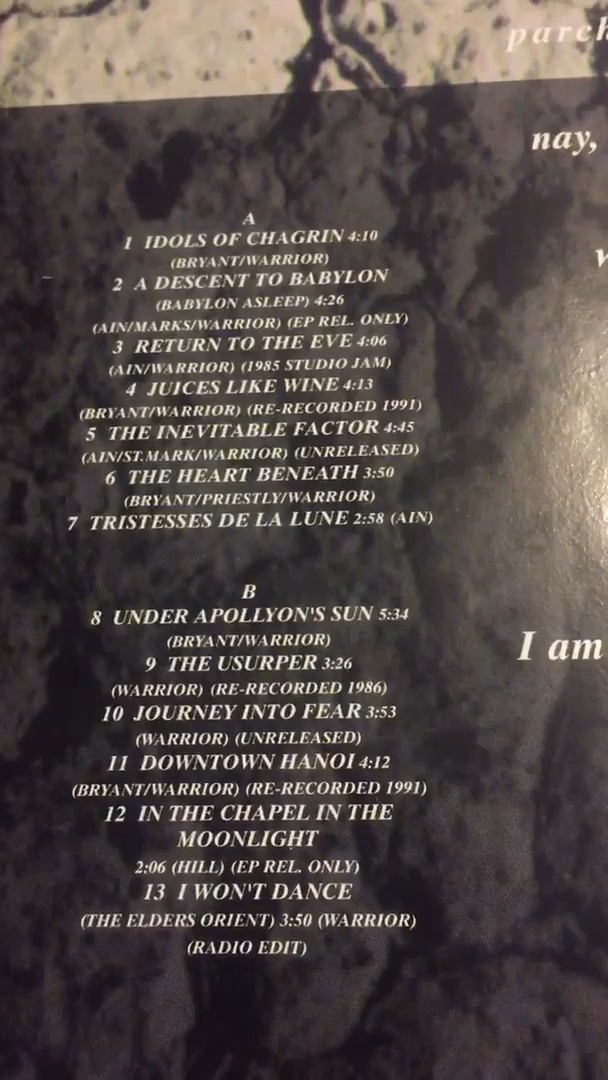 parch
nay,
A
1 IDOLS OF CHAGRIN 4:10
(BRYANT/WARRIOR)
2 A DESCENT TO BABYLON
(BABYLON ASLEEP) 4:26
(AIN/MARKS/WARRIOR) (EP REL. ONLY)
3 RETURN TO THE EVE 4:06
(AIN/WARRIOR) (1985 STUDIO JAM)
4 JUICES LIKE WINE 4:13
(BRYANT/WARRIOR) (RE-RECORDED 1991)
5 THE INEVITABLE FACTOR 4:45
(AIN/ST.MARK/WARRIOR) (UNRELEASED)
6 THE HEART BENEATH 3:50
(BRYANT/PRIESTLY/WARRIOR)
7 TRISTESSES DE LA LUNE 2:58 (AIN)
B
8 UNDER APOLLYON'S SUN 5:34
(BRYANT/WARRIOR)
9 THE USURPER 3:26
(WARRIOR) (RE-RECORDED 1986)
10 JOURNEY INTO FEAR 3:53
(WARRIOR) (UNRELEASED)
11 DOWNTOWN HANOI 4:12
(BRYANT/WARRIOR) (RE-RECORDED 1991)
12 IN THE CHAPEL IN THE
MOONLIGHT
2:06 (HILL) (EP REL. ONLY)
13 I WON'T DANCE
(THE ELDERS ORIENT) 3:50 (WARRIOR)
(RADIO EDIT)
I am